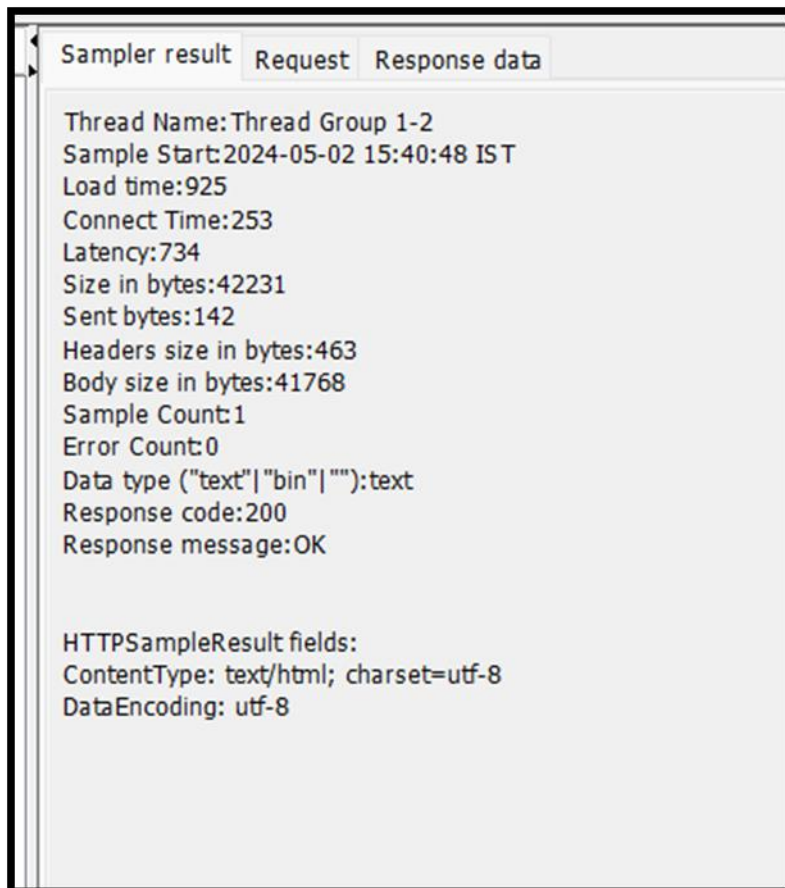 Sampler result Request Response data
Thread Name:Thread Group 1-2
Sample Start:2024-05-02 15:40:48 IST
Load time:925
Connect Time:253
Latency:734
Size in bytes:42231
Sent bytes:142
Headers size in bytes:463
Body size in bytes:41768
Sample Count:1
Error Count:0
Data type ("text"|"bin"|""):text
Response code:200
Response message:OK
HTTPSampleResult fields:
ContentType: text/html; charset=utf-8
DataEncoding: utf-8